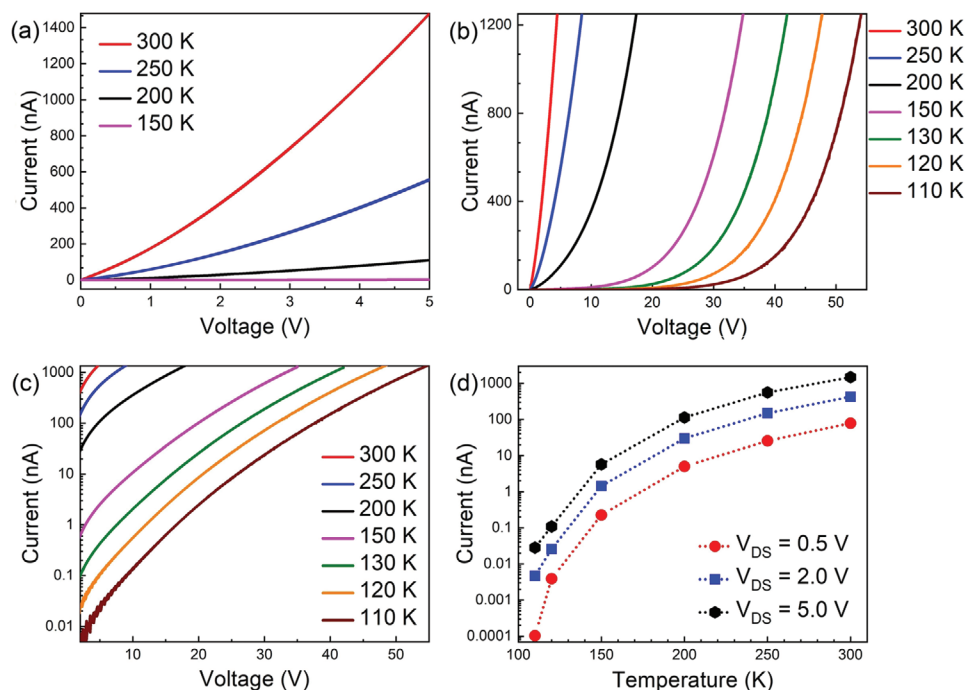 (a)
300 K
250 K
200 K
150 K
1400
1200
1000
800
600
400
200
0
Current (nA)
0 1 2 3 4 5
Voltage (V)
(b)
300 K
250 K
200 K
150 K
130 K
120 K
110 K
1200
800
400
0
Current (nA)
0 10 20 30 40 50
Voltage (V)
(c)
1000
100
10
1
0.1
0.01
Current (nA)
300 K
250 K
200 K
150 K
130 K
120 K
110 K
10 20 30 40 50
Voltage (V)
(d)
1000
100
10
1
0.1
0.01
0.001
0.0001
Current (nA)
V_DS = 0.5 V
V_DS = 2.0 V
V_DS = 5.0 V
100 150 200 250 300
Temperature (K)